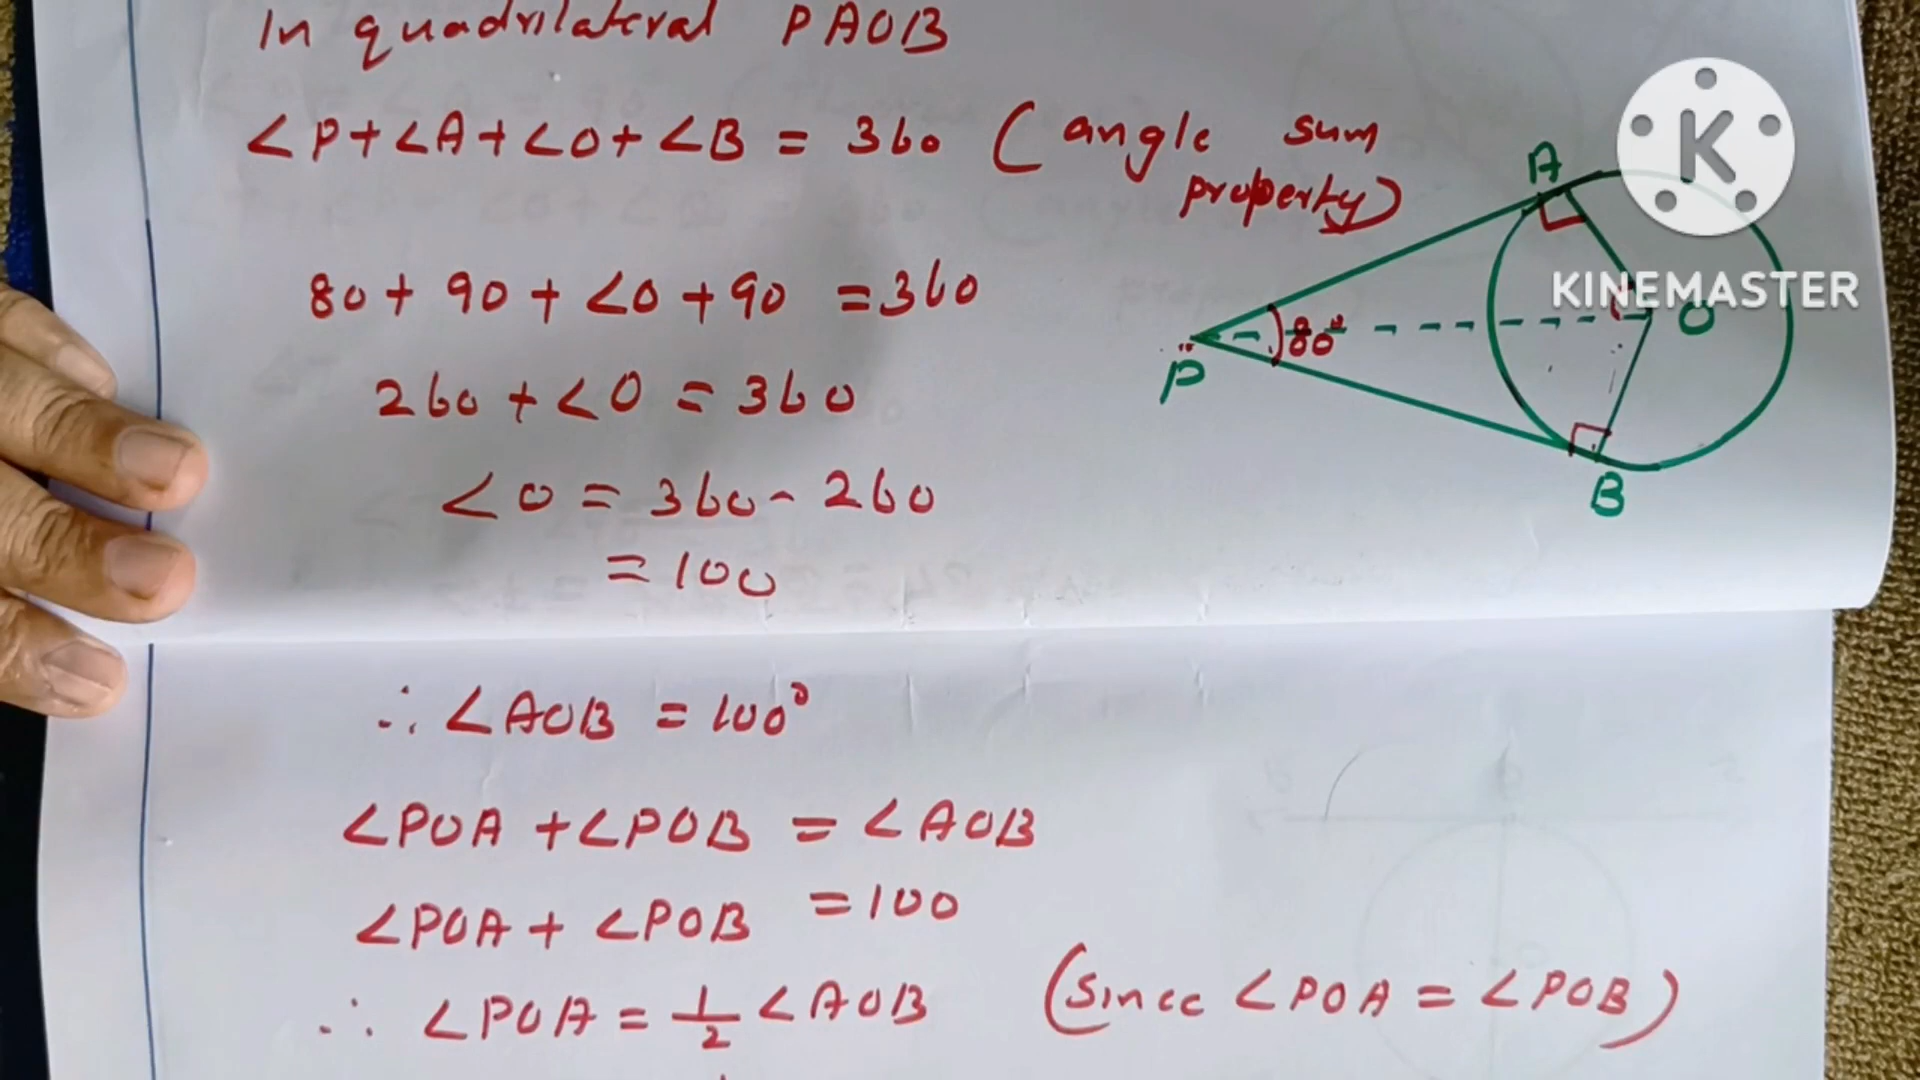 In quadrilateral PAOB
∠P+∠A+∠O+∠B = 360 (angle sum
property)
80+ 90 + ∠O +90 = 360
260 + ∠O = 360
∠O = 360 - 260
= 100
∴ ∠AOB = 100°
∠POA + ∠POB = ∠AOB
∠POA + ∠POB = 100
∴ ∠POA = 1/2 ∠AOB (Since ∠POA = ∠POB)
A
K
KINEMASTER
O
80°
P
B